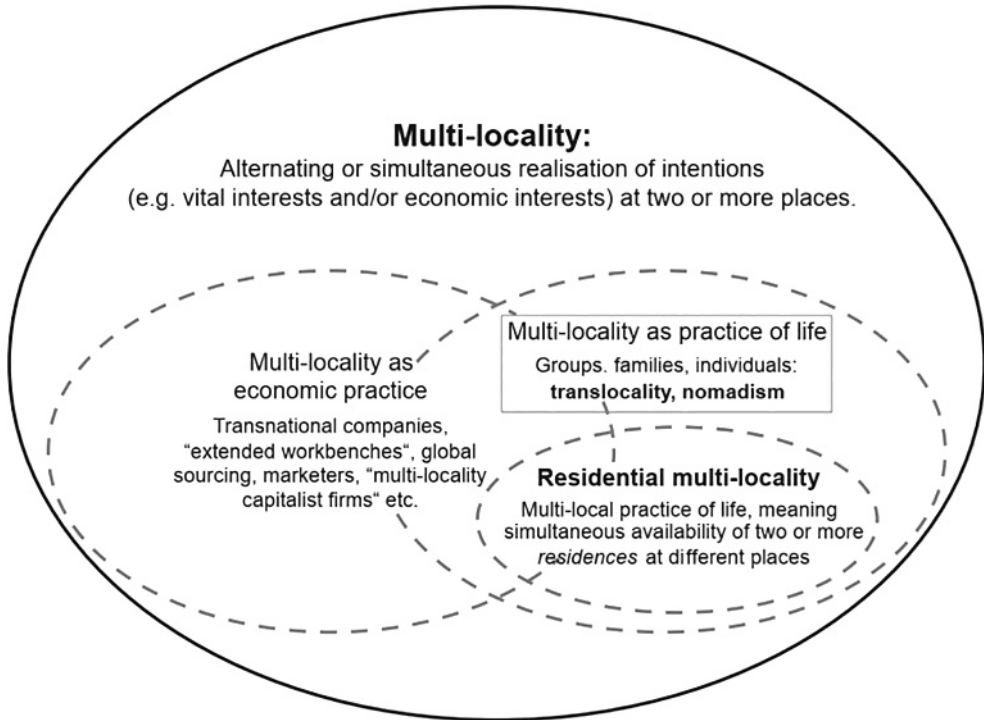 Multi-locality:
Alternating or simultaneous realisation of intentions
(e.g. vital interests and/or economic interests) at two or more places.
Multi-locality as
economic practice
Transnational companies,
“extended workbenches“, global
sourcing, marketers, “multi-locality
capitalist firms“ etc.
Multi-locality as practice of life
Groups. families, individuals:
translocality, nomadism
Residential multi-locality
Multi-local practice of life, meaning
simultaneous availability of two or more
residences at different places